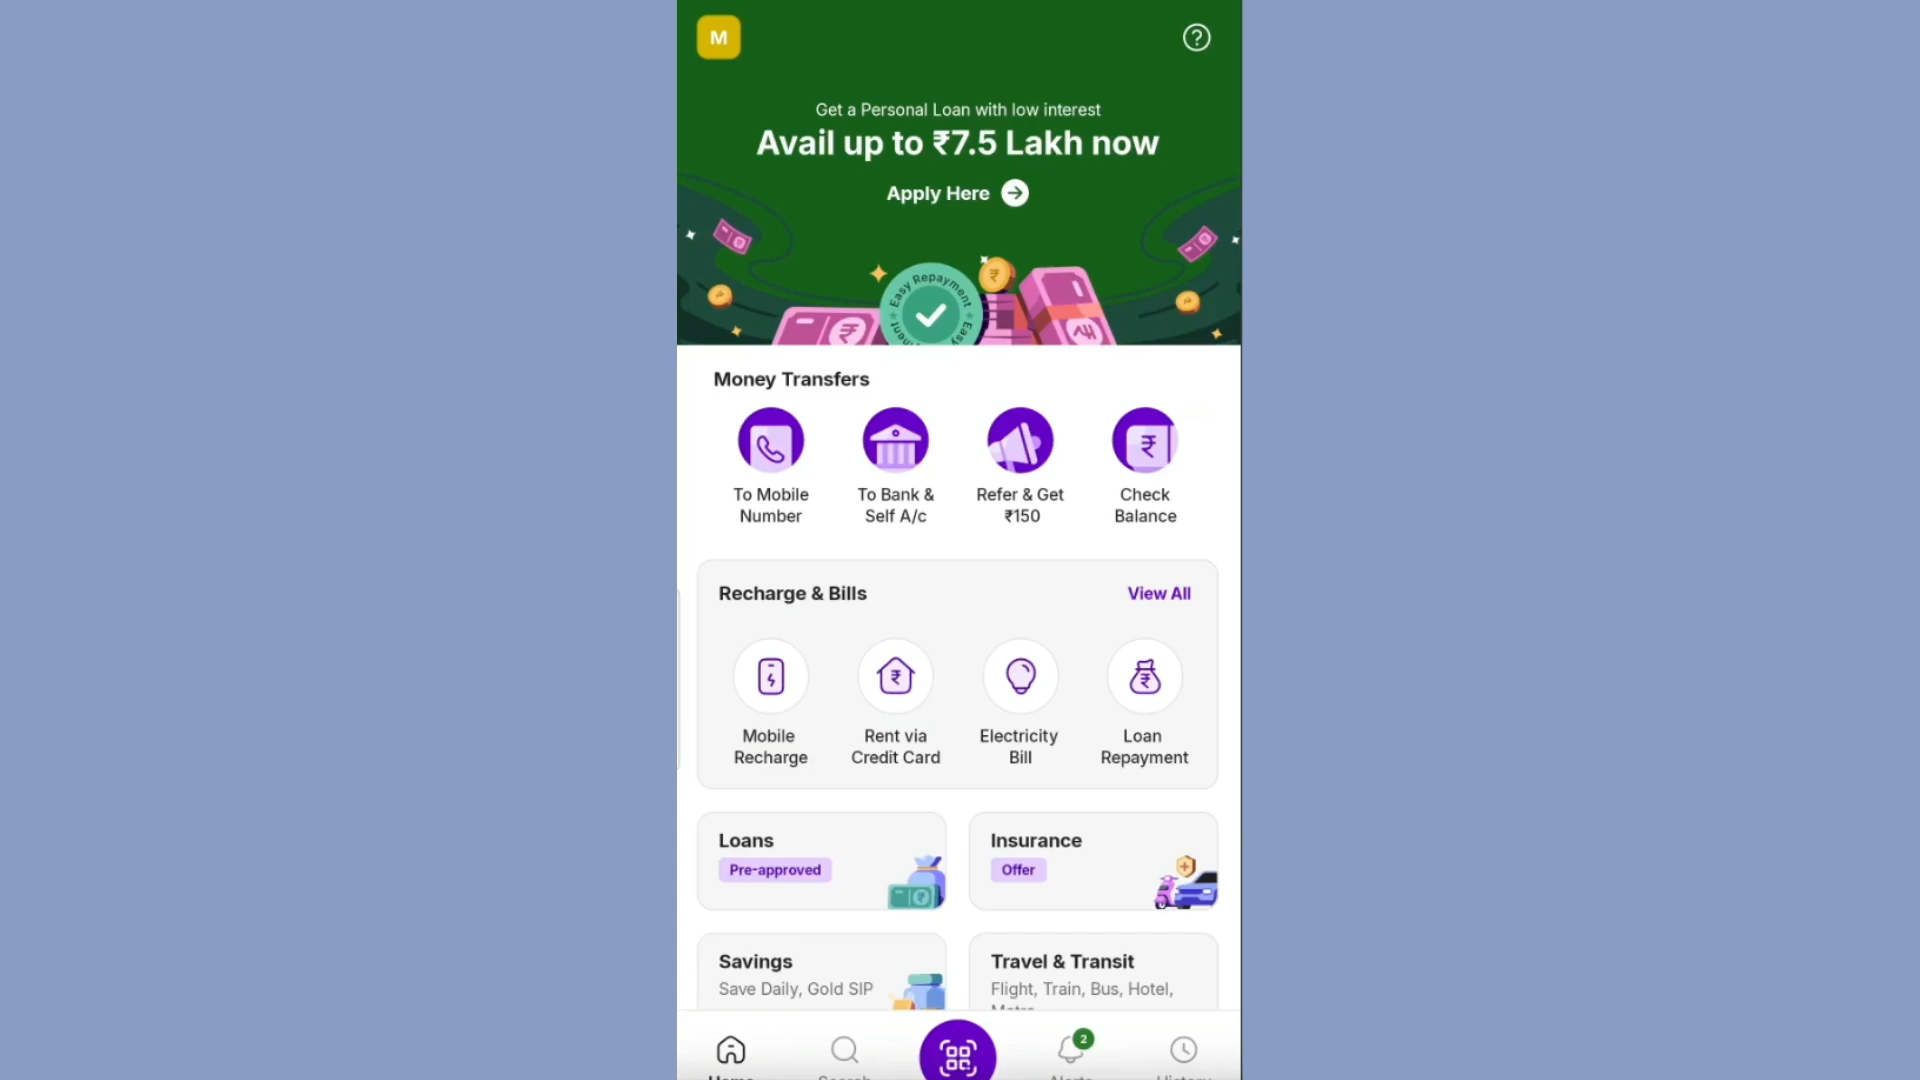 M
Get a Personal Loan with low interest
Avail up to ₹7.5 Lakh now
Apply Here
Easy Repayment
Easy
Money Transfers
To Mobile Number
To Bank & Self A/c
Refer & Get ₹150
Check Balance
Recharge & Bills
View All
Mobile Recharge
Rent via Credit Card
Electricity Bill
Loan Repayment
Loans
Pre-approved
Insurance
Offer
Savings
Save Daily, Gold SIP
Travel & Transit
Flight, Train, Bus, Hotel,
Metro
2
Home
Search
Alerts
History